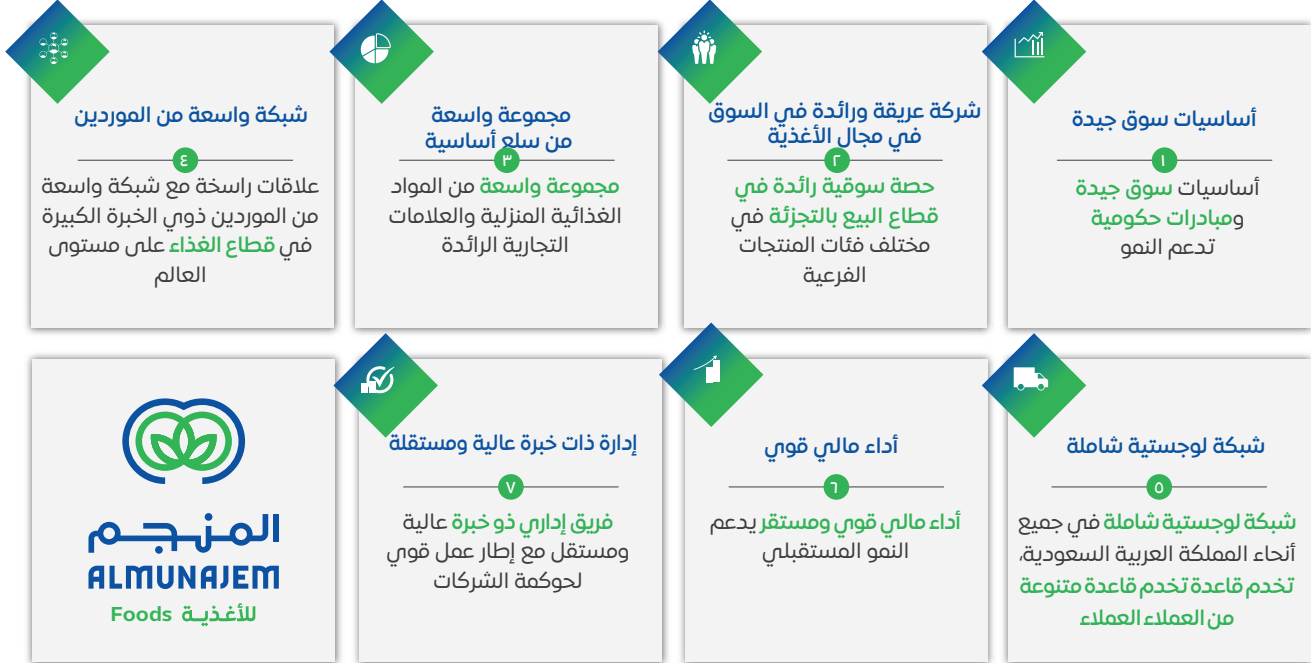 أساسيات سوق جيدة
١
أساسيات سوق جيدة
ومبادرات حكومية
تدعم النمو
شركة عريقة ورائدة في السوق
في مجال الأغذية
٢
حصة سوقية رائدة في
قطاع البيع بالتجزئة في
مختلف فئات المنتجات
الفرعية
مجموعة واسعة
من سلع أساسية
٣
مجموعة واسعة من المواد
الغذائية المنزلية والعلامات
التجارية الرائدة
شبكة واسعة من الموردين
٤
علاقات راسخة مع شبكة واسعة
من الموردين ذوي الخبرة الكبيرة
في قطاع الغذاء على مستوى
العالم
شبكة لوجستية شاملة
٥
شبكة لوجستية شاملة في جميع
أنحاء المملكة العربية السعودية،
تخدم قاعدة تخدم قاعدة متنوعة
من العملاء العملاء
أداء مالي قوي
٦
أداء مالي قوي ومستقر يدعم
النمو المستقبلي
إدارة ذات خبرة عالية ومستقلة
٧
فريق إداري ذو خبرة عالية
ومستقل مع إطار عمل قوي
لحوكمة الشركات
المنجم
ALMUNAJEM
للأغذيـة Foods